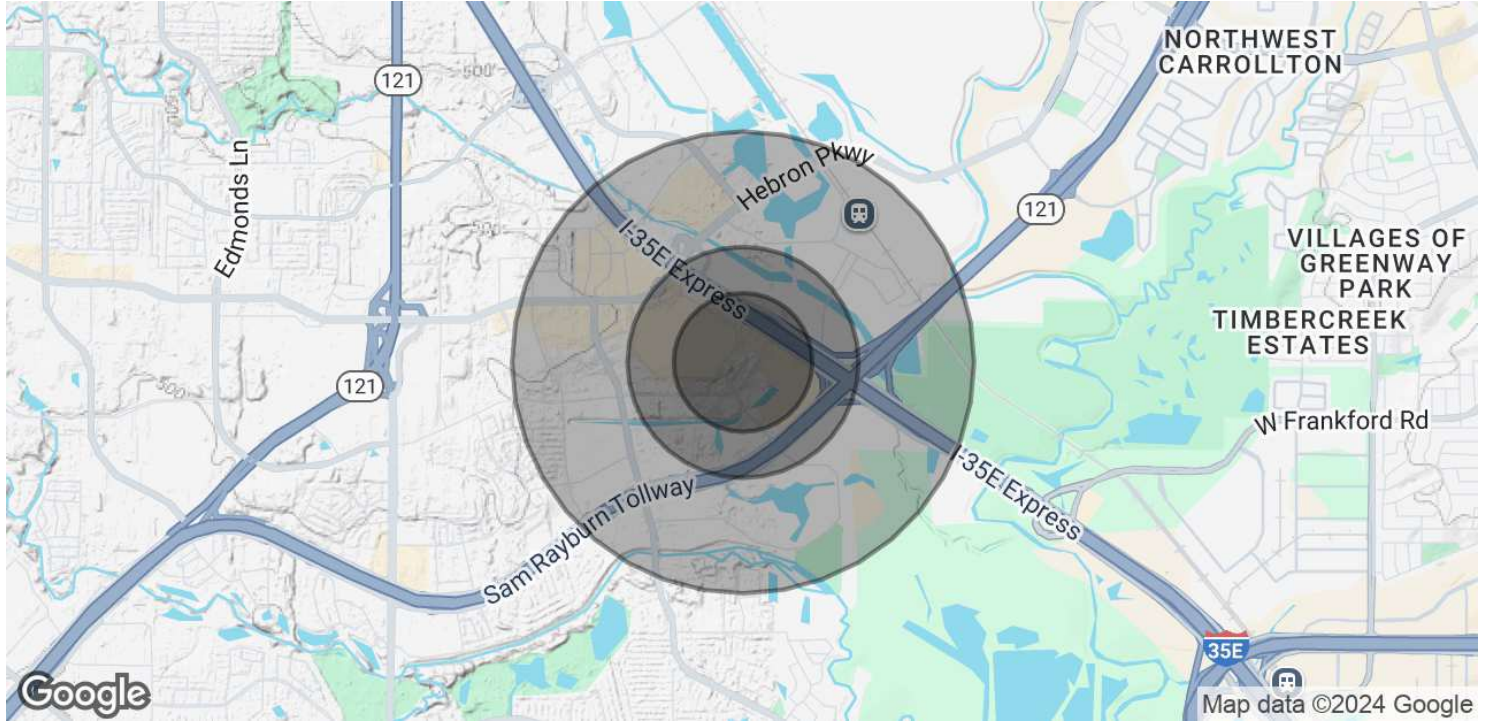 NORTHWEST
CARROLLTON
121
500'
Hebron Pkwy
Edmonds Ln
121
I-35E Express
VILLAGES OF
GREENWAY
PARK
TIMBERCREEK
ESTATES
121
W Frankford Rd
I-35E Express
Sam Rayburn Tollway
35E
Google
Map data ©2024 Google